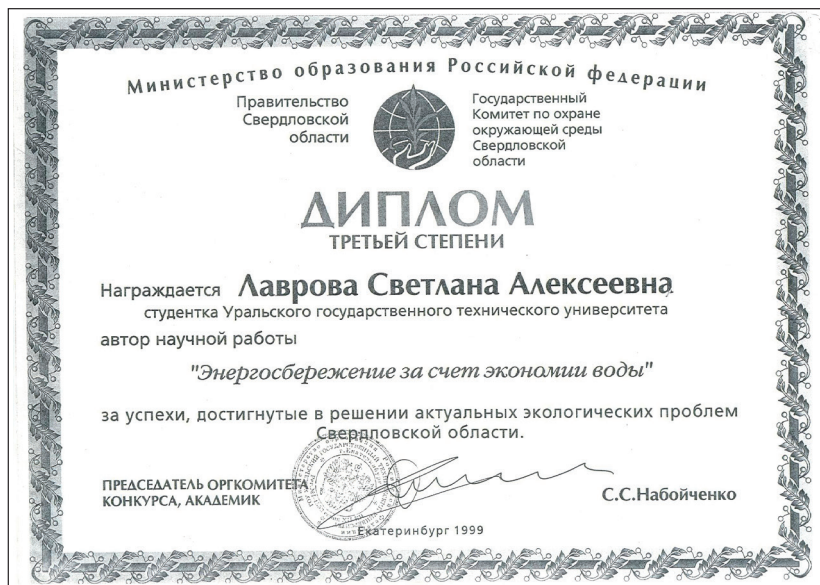 Министерство образования Российской федерации
Правительство
Свердловской
области
Государственный
Комитет по охране
окружающей среды
Свердловской
области
ДИПЛОМ
ТРЕТЬЕЙ СТЕПЕНИ
Награждается Лаврова Светлана Алексеевна
студентка Уральского государственного технического университета
автор научной работы
"Энергосбережение за счет экономии воды"
за успехи, достигнутые в решении актуальных экологических проблем
Свердловской области.
ПРЕДСЕДАТЕЛЬ ОРГКОМИТЕТА
КОНКУРСА, АКАДЕМИК
С.С.Набойченко
Екатеринбург 1999